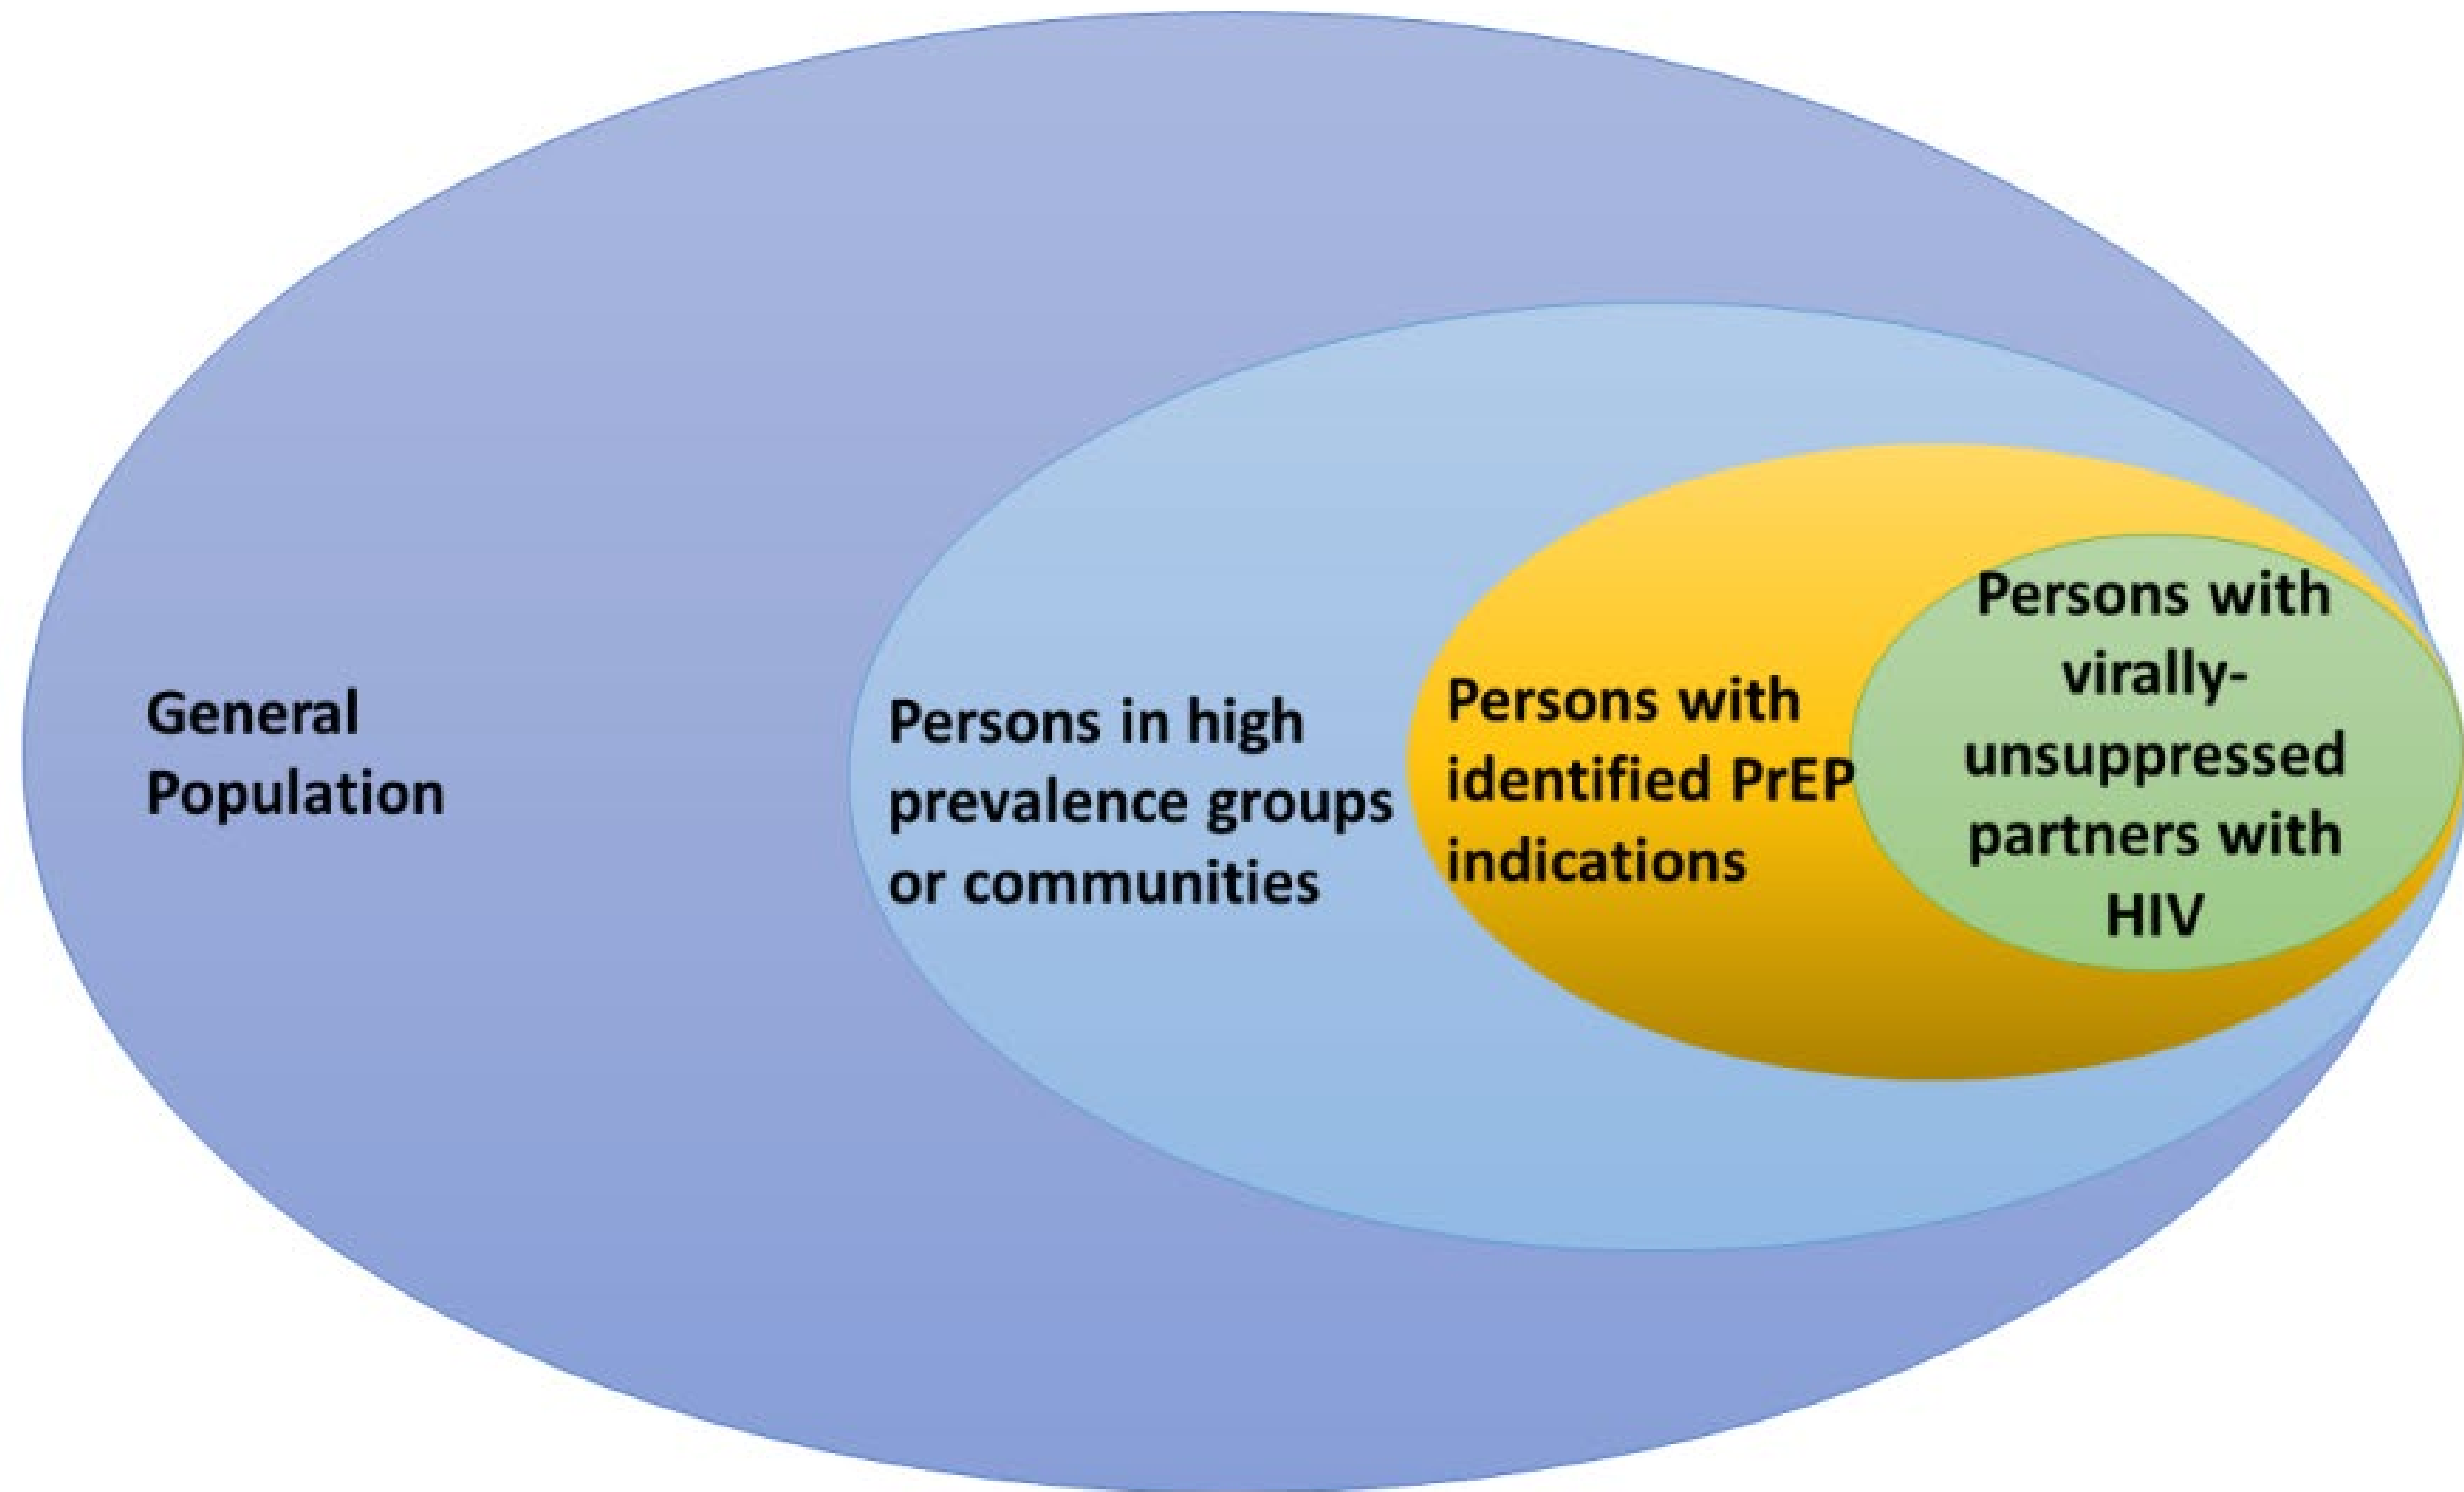 General
Population
Persons in high
prevalence groups
or communities
Persons with
identified PrEP
indications
Persons with
virally-
unsuppressed
partners with
HIV